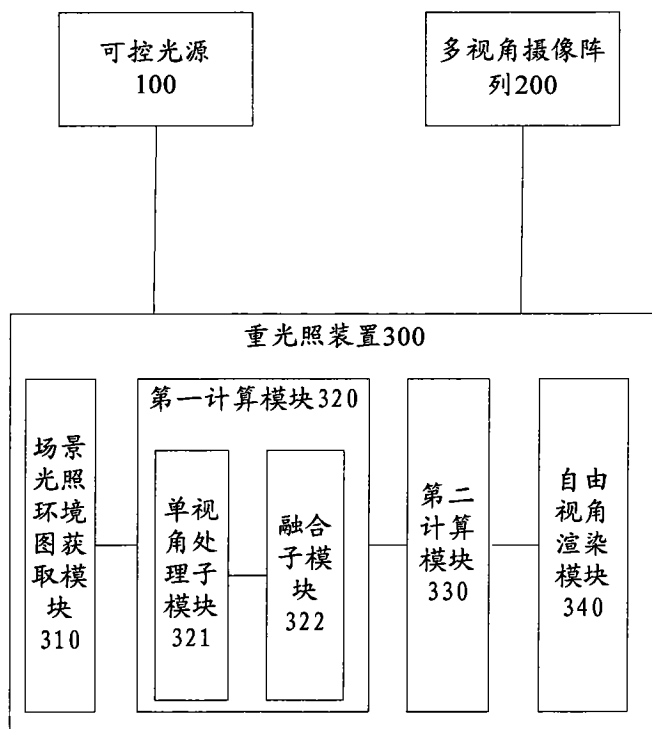 可控光源
100
多视角摄像阵
列200
重光照装置300
场景
光照
环境
图获
取模
块
310
第一计算模块320
单视
角处
理子
模块
321
融合
子模
块
322
第二
计算
模块
330
自由
视角
渲染
模块
340